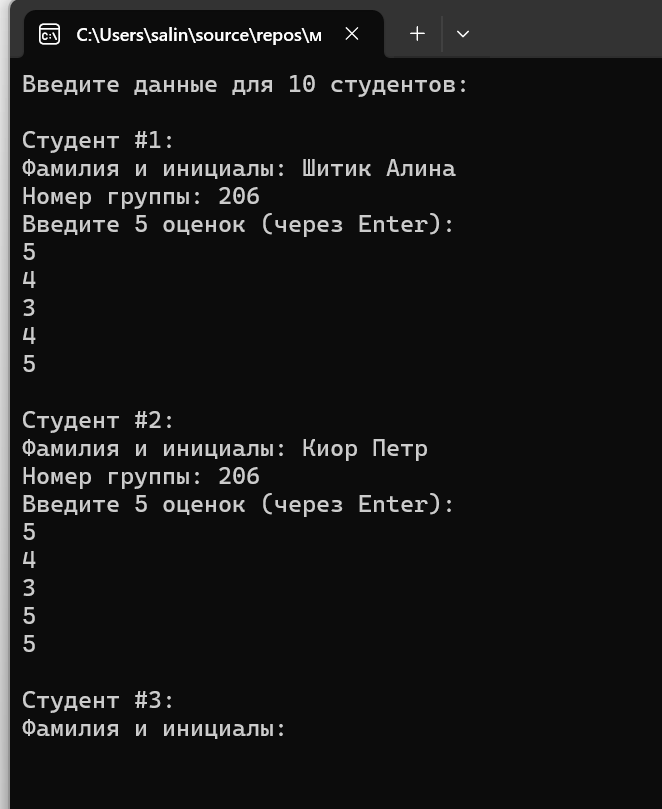 C:\Users\salin\source\repos\м
Введите данные для 10 студентов:
Студент #1:
Фамилия и инициалы: Шитик Алина
Номер группы: 206
Введите 5 оценок (через Enter):
5
4
3
4
5
Студент #2:
Фамилия и инициалы: Киор Петр
Номер группы: 206
Введите 5 оценок (через Enter):
5
4
3
5
5
Студент #3:
Фамилия и инициалы: